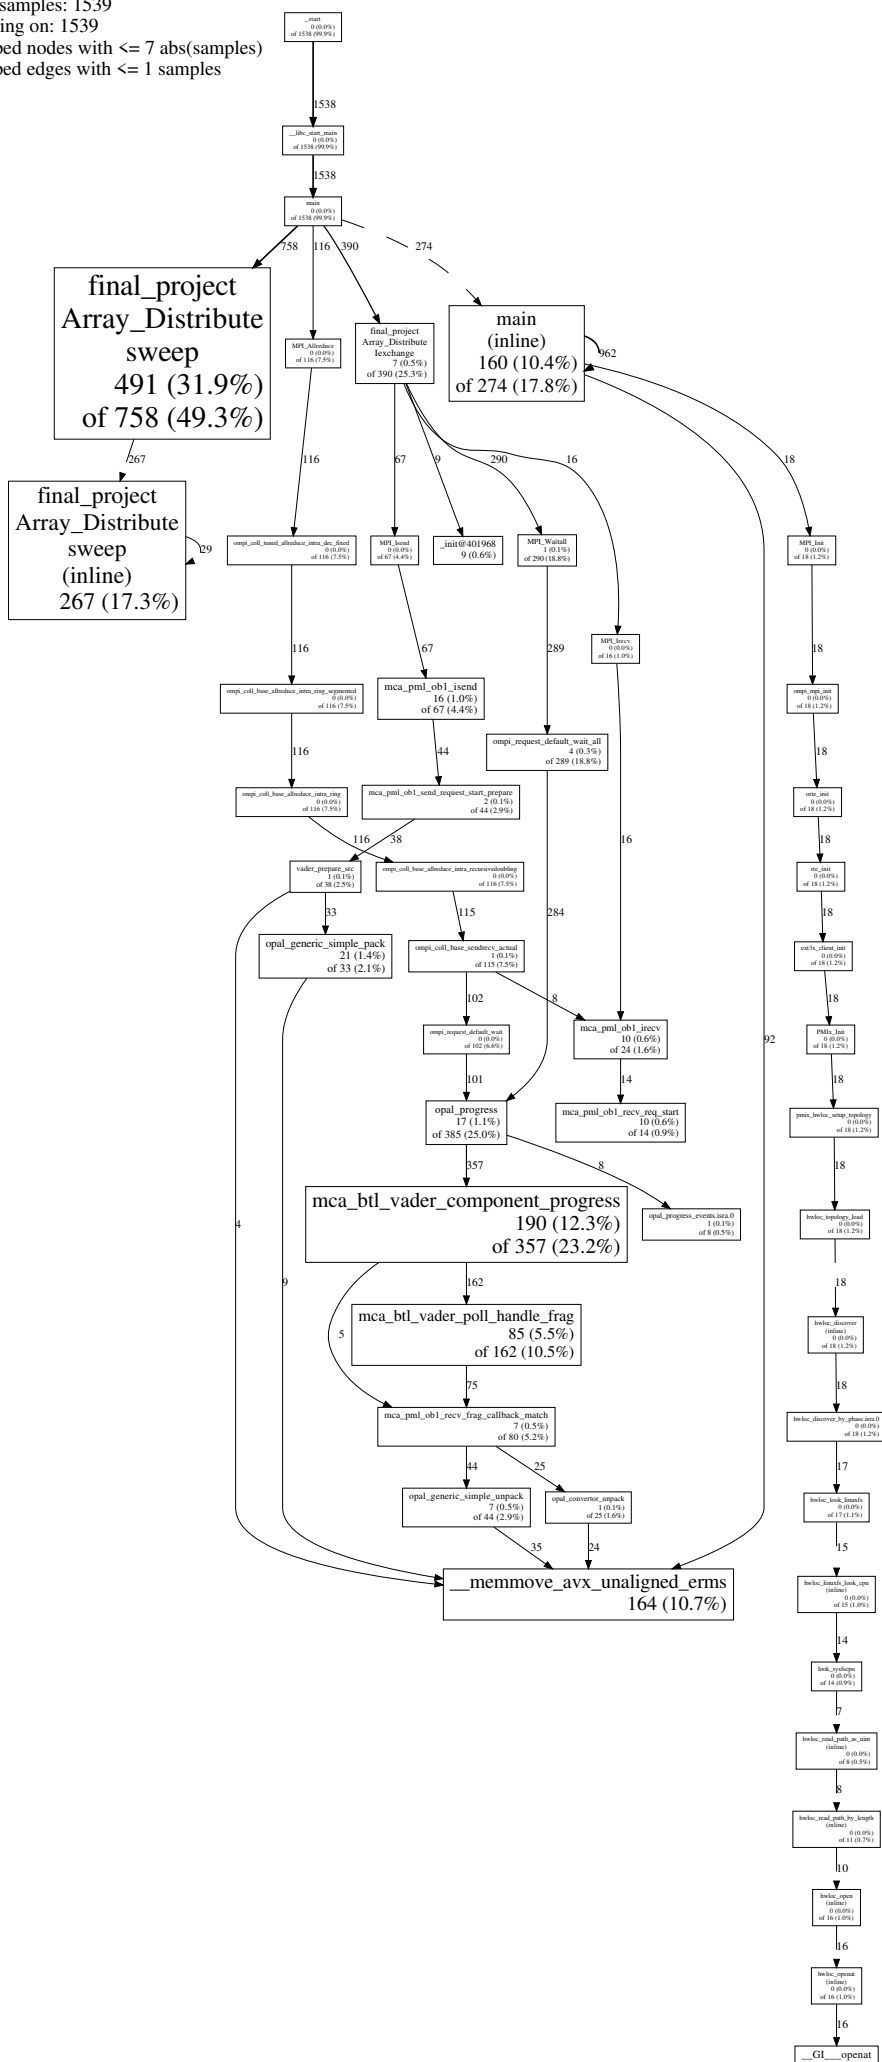 samples: 1539
ing on: 1539
ped nodes with <= 7 abs(samples)
ped edges with <= 1 samples
_start
0 (0.0%)
of 1538 (99.9%)
1538
__libc_start_main
0 (0.0%)
of 1538 (99.9%)
1538
main
0 (0.0%)
of 1538 (99.9%)
758
116
390
274
final_project
Array_Distribute
sweep
491 (31.9%)
of 758 (49.3%)
MPI_Allreduce
0 (0.0%)
of 116 (7.5%)
final_project
Array_Distribute
Iexchange
7 (0.5%)
of 390 (25.3%)
main
(inline)
160 (10.4%)
of 274 (17.8%)
962
267
116
67
9
290
16
18
final_project
Array_Distribute
sweep
(inline)
267 (17.3%)
29
ompi_coll_tuned_allreduce_intra_dec_fixed
0 (0.0%)
of 116 (7.5%)
MPI_Isend
0 (0.0%)
of 67 (4.4%)
_init@401968
9 (0.6%)
MPI_Waitall
1 (0.1%)
of 290 (18.8%)
MPI_Init
0 (0.0%)
of 18 (1.2%)
116
67
289
MPI_Irecv
0 (0.0%)
of 16 (1.0%)
18
ompi_coll_base_allreduce_intra_ring_segmented
0 (0.0%)
of 116 (7.5%)
mca_pml_ob1_isend
16 (1.0%)
of 67 (4.4%)
ompi_mpi_init
0 (0.0%)
of 18 (1.2%)
116
44
ompi_request_default_wait_all
4 (0.3%)
of 289 (18.8%)
18
ompi_coll_base_allreduce_intra_ring
0 (0.0%)
of 116 (7.5%)
mca_pml_ob1_send_request_start_prepare
2 (0.1%)
of 44 (2.9%)
orte_init
0 (0.0%)
of 18 (1.2%)
116
38
16
18
vader_prepare_src
1 (0.1%)
of 38 (2.5%)
ompi_coll_base_allreduce_intra_recursivedoubling
0 (0.0%)
of 116 (7.5%)
rte_init
0 (0.0%)
of 18 (1.2%)
33
115
284
18
opal_generic_simple_pack
21 (1.4%)
of 33 (2.1%)
ompi_coll_base_sendrecv_actual
1 (0.1%)
of 115 (7.5%)
ext3x_client_init
0 (0.0%)
of 18 (1.2%)
102
8
18
ompi_request_default_wait
0 (0.0%)
of 102 (6.6%)
mca_pml_ob1_irecv
10 (0.6%)
of 24 (1.6%)
92
PMIx_Init
0 (0.0%)
of 18 (1.2%)
101
14
18
opal_progress
17 (1.1%)
of 385 (25.0%)
mca_pml_ob1_recv_req_start
10 (0.6%)
of 14 (0.9%)
pmix_hwloc_setup_topology
0 (0.0%)
of 18 (1.2%)
357
8
18
mca_btl_vader_component_progress
190 (12.3%)
of 357 (23.2%)
opal_progress_events.isra.0
1 (0.1%)
of 8 (0.5%)
hwloc_topology_load
0 (0.0%)
of 18 (1.2%)
4
9
162
18
5
mca_btl_vader_poll_handle_frag
85 (5.5%)
of 162 (10.5%)
hwloc_discover
(inline)
0 (0.0%)
of 18 (1.2%)
75
18
mca_pml_ob1_recv_frag_callback_match
7 (0.5%)
of 80 (5.2%)
hwloc_discover_by_phase.isra.0
0 (0.0%)
of 18 (1.2%)
44
25
17
opal_generic_simple_unpack
7 (0.5%)
of 44 (2.9%)
opal_convertor_unpack
1 (0.1%)
of 25 (1.6%)
hwloc_look_linuxfs
0 (0.0%)
of 17 (1.1%)
35
24
15
__memmove_avx_unaligned_erms
164 (10.7%)
hwloc_linuxfs_look_cpu
(inline)
0 (0.0%)
of 15 (1.0%)
14
look_sysfscpu
0 (0.0%)
of 14 (0.9%)
7
hwloc_read_path_as_uint
(inline)
0 (0.0%)
of 8 (0.5%)
8
hwloc_read_path_by_length
(inline)
0 (0.0%)
of 11 (0.7%)
10
hwloc_open
(inline)
0 (0.0%)
of 16 (1.0%)
16
hwloc_openat
(inline)
0 (0.0%)
of 16 (1.0%)
16
__GI___openat